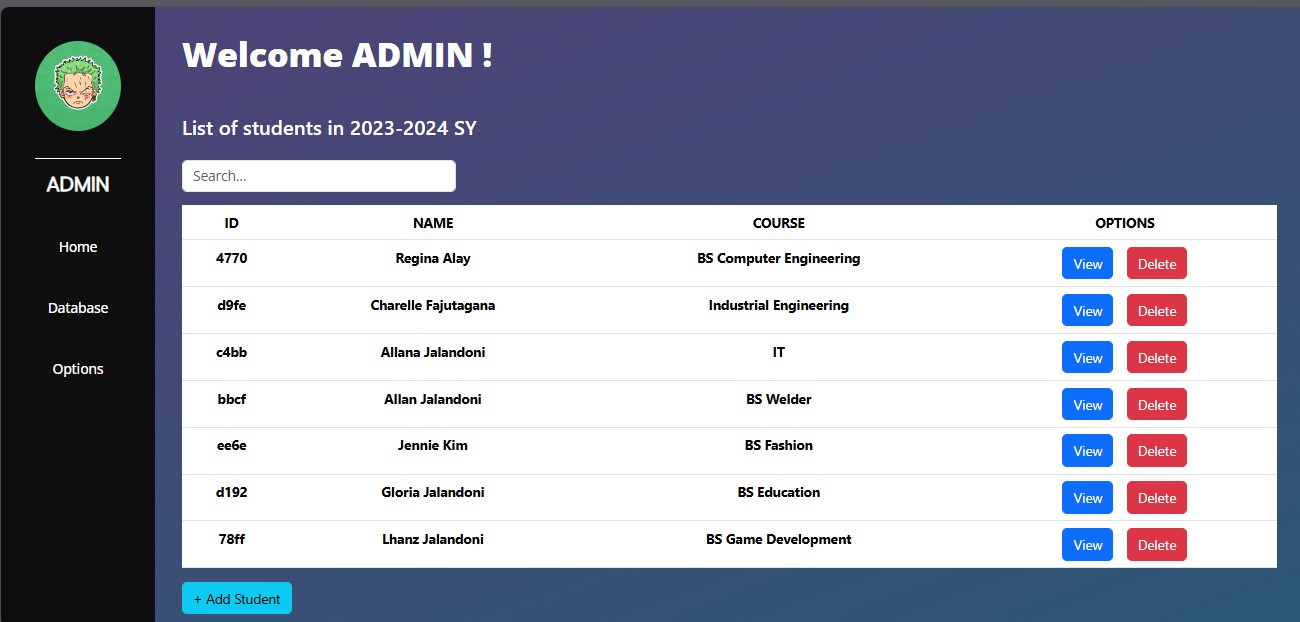 Welcome ADMIN !
List of students in 2023-2024 SY
Search...
ADMIN
Home
Database
Options
ID NAME COURSE OPTIONS
4770 Regina Alay BS Computer Engineering View Delete
d9fe Charelle Fajutagana Industrial Engineering View Delete
c4bb Allana Jalandoni IT View Delete
bbcf Allan Jalandoni BS Welder View Delete
ee6e Jennie Kim BS Fashion View Delete
d192 Gloria Jalandoni BS Education View Delete
78ff Lhanz Jalandoni BS Game Development View Delete
+ Add Student